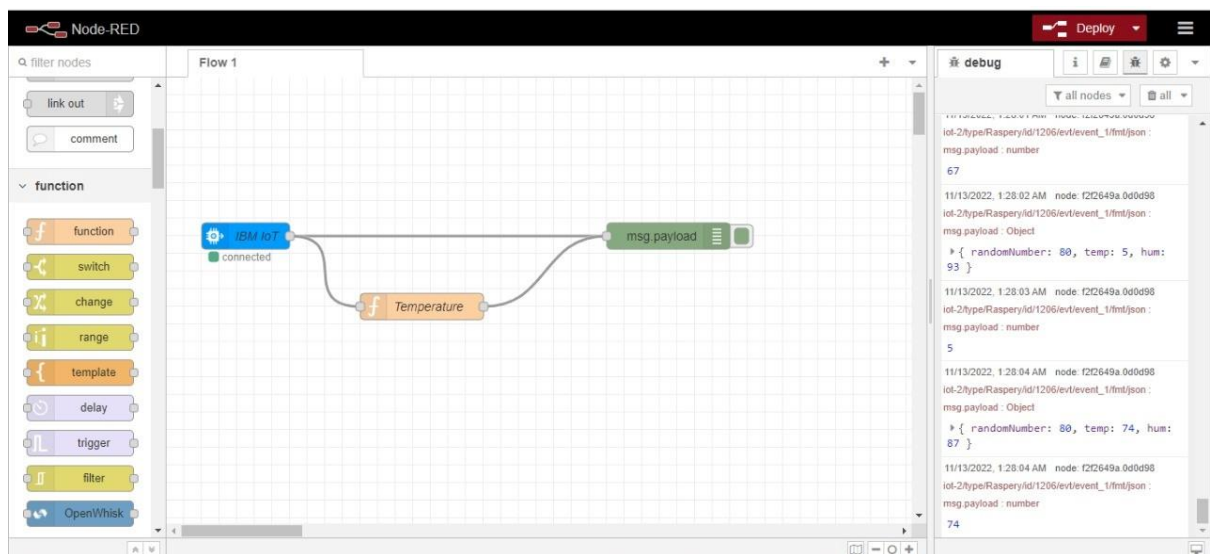 Node-RED
Deploy
filter nodes
Flow 1
debug
i
all nodes
all
link out
comment
function
function
switch
change
range
template
delay
trigger
filter
OpenWhisk
IBM IoT
connected
Temperature
msg.payload
iot-2/type/Raspery/id/1206/evt/event_1/fmt/json :
msg.payload : number
67
11/13/2022, 1:28:02 AM node: f2f2649a.0d0d98
iot-2/type/Raspery/id/1206/evt/event_1/fmt/json :
msg.payload : Object
{ randomNumber: 80, temp: 5, hum:
93 }
11/13/2022, 1:28:03 AM node: f2f2649a.0d0d98
iot-2/type/Raspery/id/1206/evt/event_1/fmt/json :
msg.payload : number
5
11/13/2022, 1:28:04 AM node: f2f2649a.0d0d98
iot-2/type/Raspery/id/1206/evt/event_1/fmt/json :
msg.payload : Object
{ randomNumber: 80, temp: 74, hum:
87 }
11/13/2022, 1:28:04 AM node: f2f2649a.0d0d98
iot-2/type/Raspery/id/1206/evt/event_1/fmt/json :
msg.payload : number
74